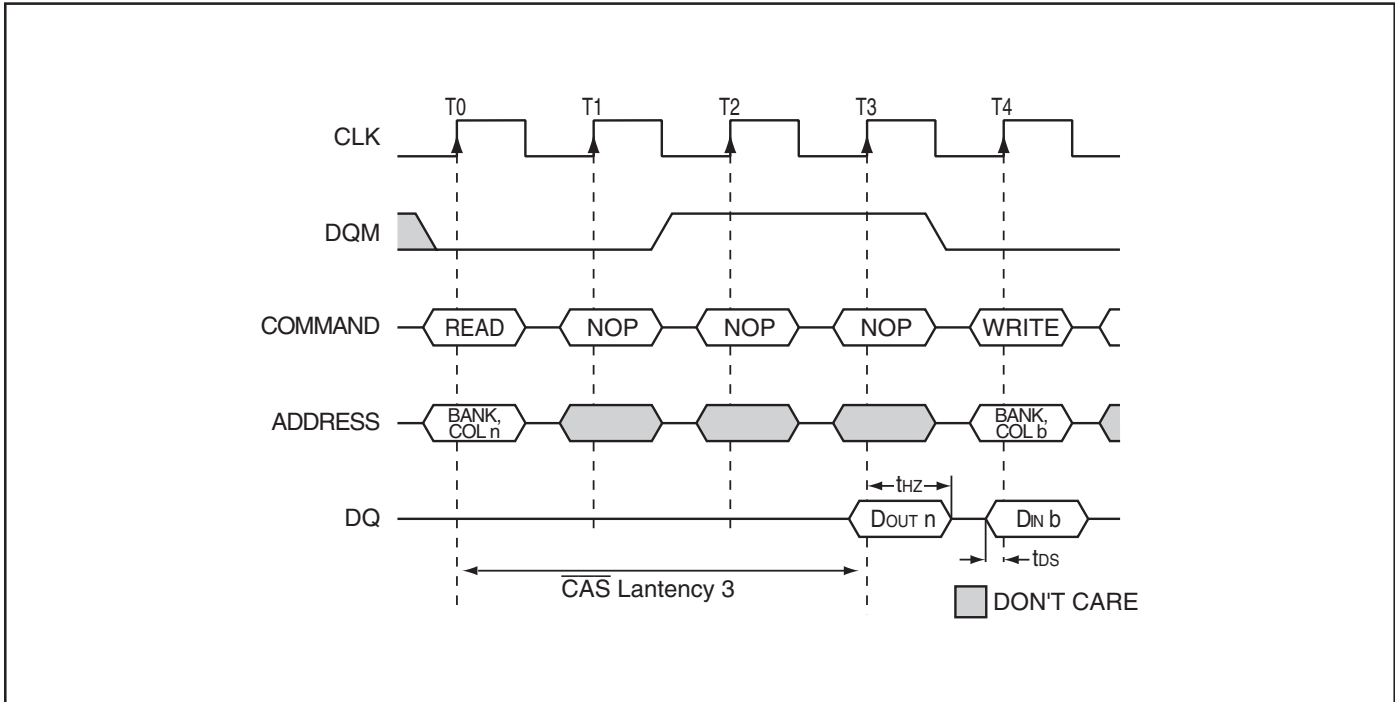 T0 T1 T2 T3 T4
CLK
DQM
COMMAND READ NOP NOP NOP WRITE
ADDRESS BANK, COL n BANK, COL b
tHZ
DQ DOUT n DIN b
tDS
CAS Lantency 3
DON'T CARE